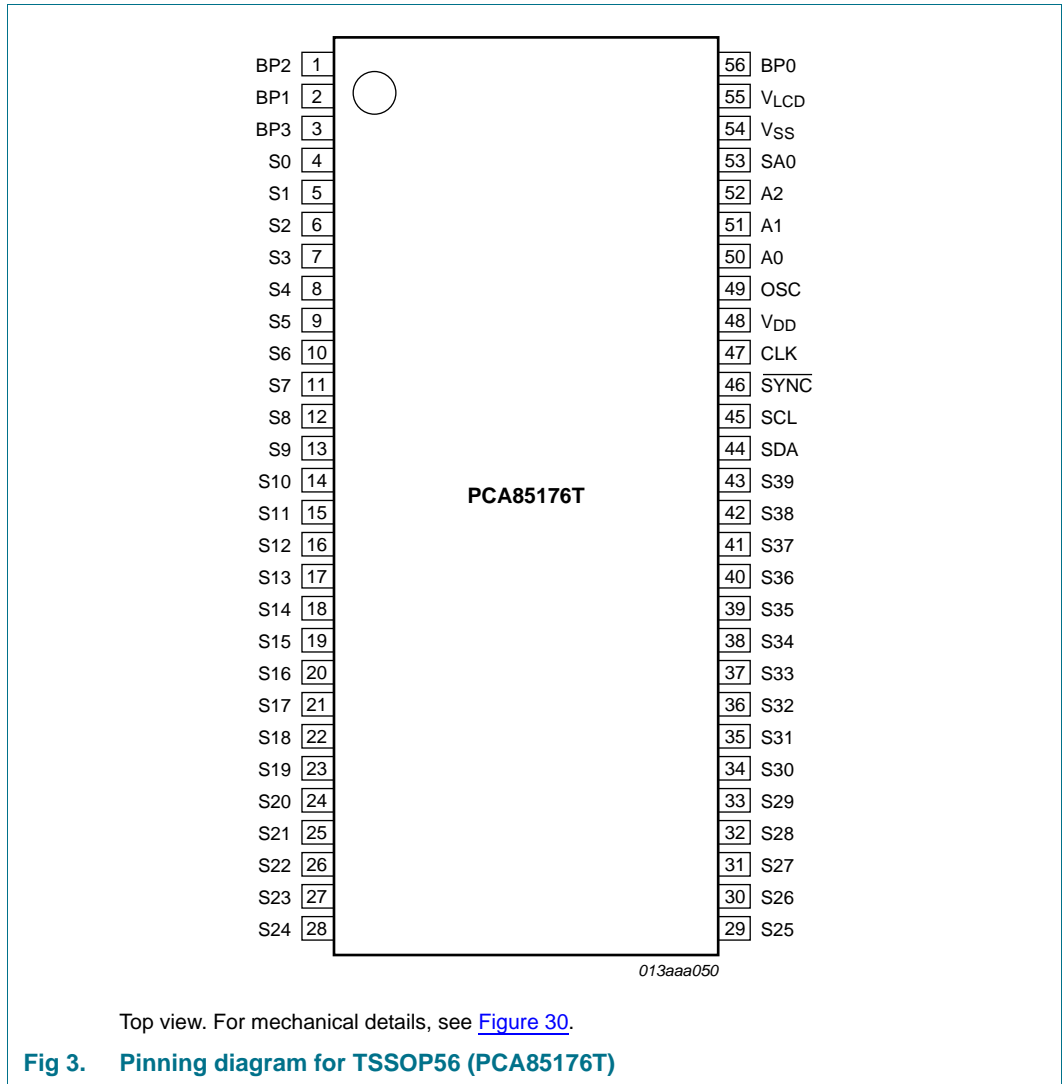 BP2 1 56 BP0
BP1 2 55 VLCD
BP3 3 54 VSS
S0 4 53 SA0
S1 5 52 A2
S2 6 51 A1
S3 7 50 A0
S4 8 49 OSC
S5 9 48 VDD
S6 10 47 CLK
S7 11 46 SYNC
S8 12 45 SCL
S9 13 44 SDA
S10 14 43 S39
PCA85176T
S11 15 42 S38
S12 16 41 S37
S13 17 40 S36
S14 18 39 S35
S15 19 38 S34
S16 20 37 S33
S17 21 36 S32
S18 22 35 S31
S19 23 34 S30
S20 24 33 S29
S21 25 32 S28
S22 26 31 S27
S23 27 30 S26
S24 28 29 S25
013aaa050
Top view. For mechanical details, see Figure 30.
Fig 3. Pinning diagram for TSSOP56 (PCA85176T)